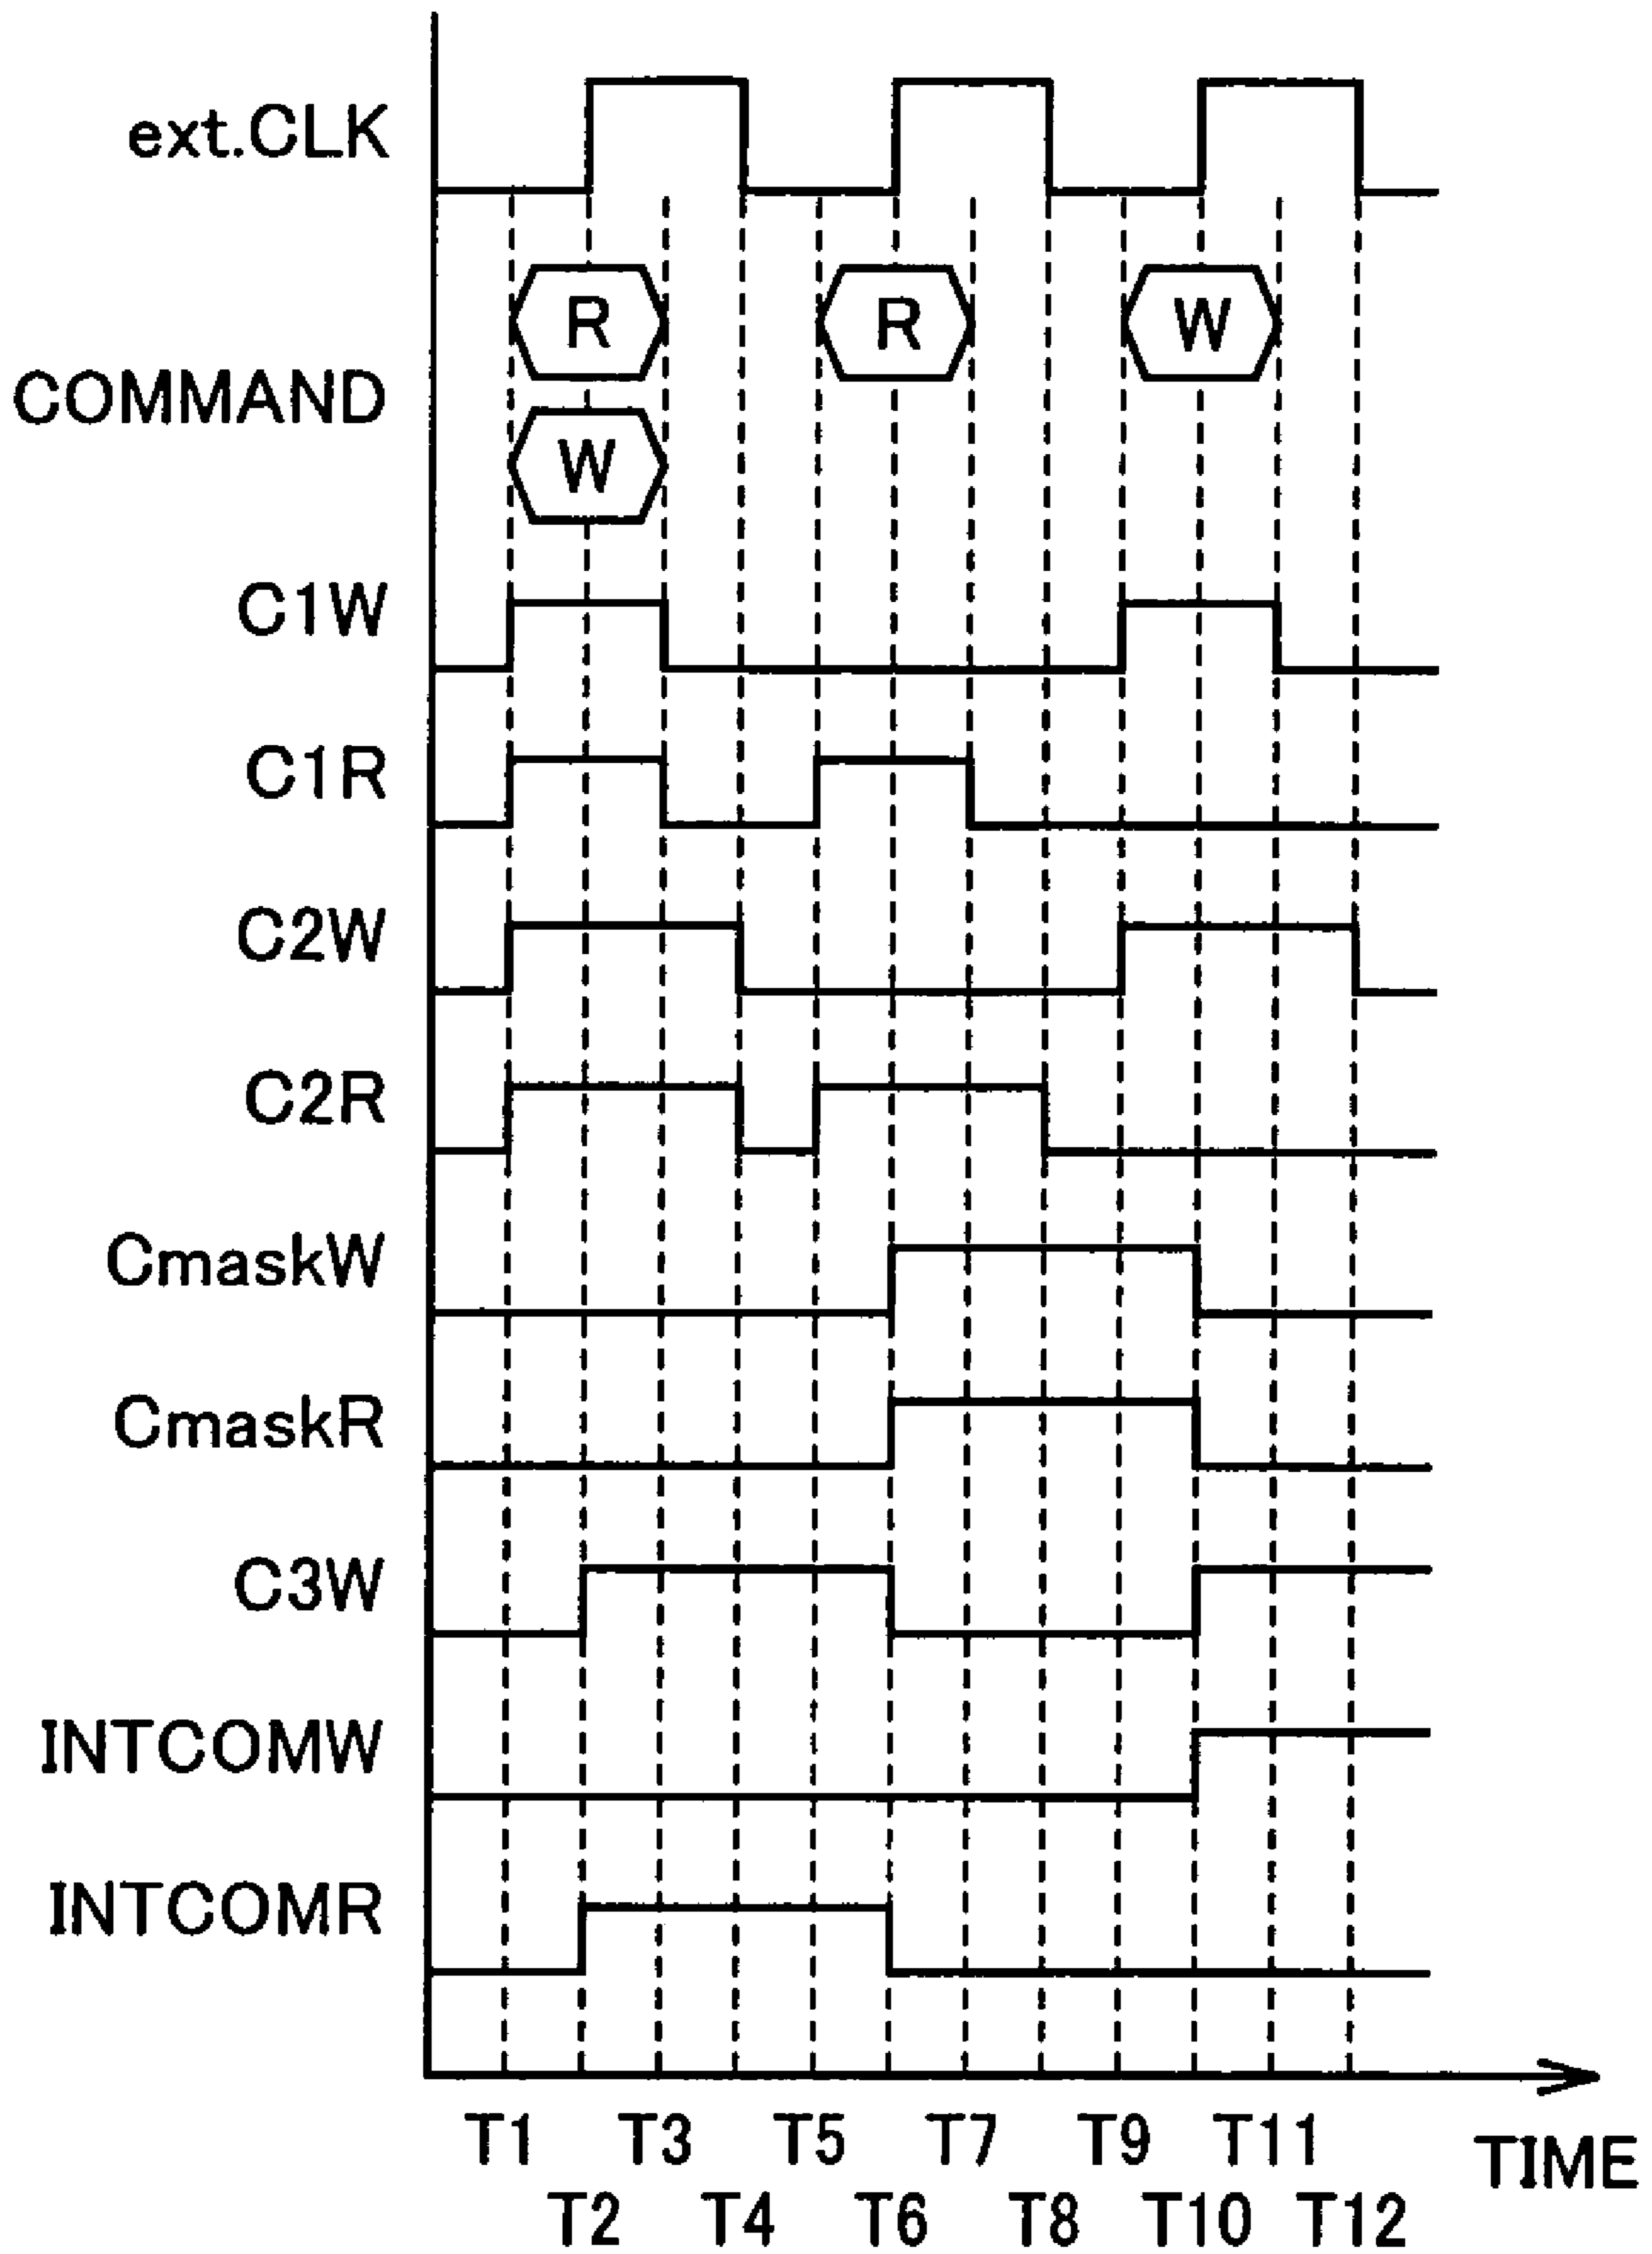 ext.CLK
R R W
COMMAND
W
C1W
C1R
C2W
C2R
CmaskW
CmaskR
C3W
INTCOMW
INTCOMR
T1 T3 T5 T7 T9 T11
TIME
T2 T4 T6 T8 T10 T12